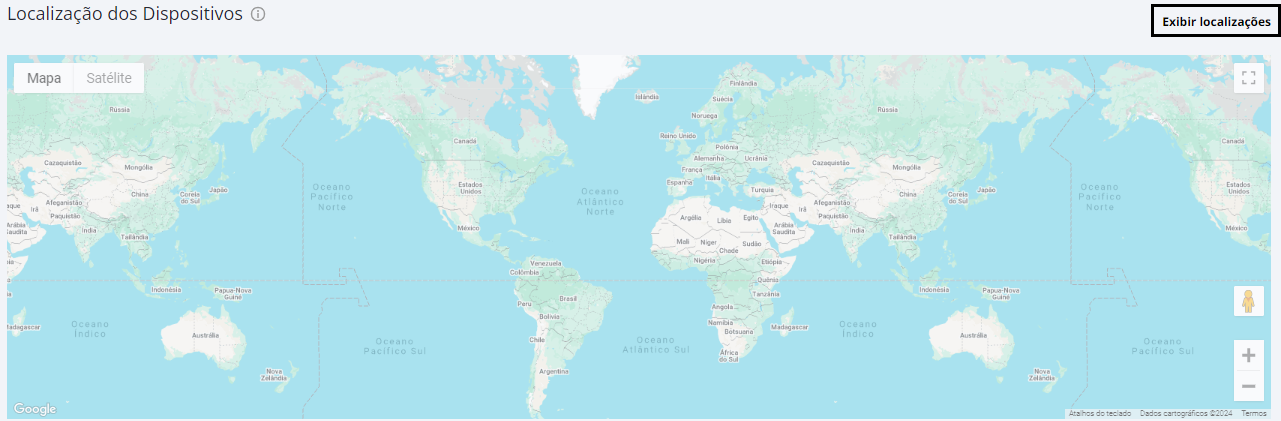 Localização dos Dispositivos
Exibir localizações
Mapa
Satélite
Finlândia
Islândia
Suécia
Rússia
Noruega
Rússia
Canadá
Reino Unido
Canadá
Polônia
Alemanha
Ucrânia
Cazaquistão
Mongólia
França
Cazaquistão
Mongólia
Itália
Estados
Unidos
Espanha
Turquia
Estados
Unidos
China
Coreia
do Sul
Japão
Iraque
Irã
China
Coreia
do Sul
Japão
Iraque
Irã
Afeganistão
Paquistão
Afeganistão
Paquistão
Oceano
Pacífico
Norte
Oceano
Atlântico
Norte
Oceano
Pacífico
Norte
Argélia
Líbia
Egito
Arábia
Saudita
Índia
Arábia
Saudita
Índia
México
México
Tailândia
Tailândia
Mali
Níger
Chade
Sudão
Nigéria
Etiópia
Venezuela
Colômbia
Quênia
Indonésia
Papua-Nova
Guiné
Indonésia
Papua-Nova
Guiné
Peru
Brasil
Tanzânia
Angola
Bolívia
Namíbia
Botsuana
Madagascar
Madagascar
Oceano
Índico
Oceano
Índico
Austrália
Austrália
Chile
África
do Sul
Oceano
Pacífico Sul
Oceano
Atlântico Sul
Oceano
Pacífico Sul
Argentina
Nova
Zelândia
Nova
Zelândia
Google
Atalhos do teclado
Dados cartográficos ©2024
Termos